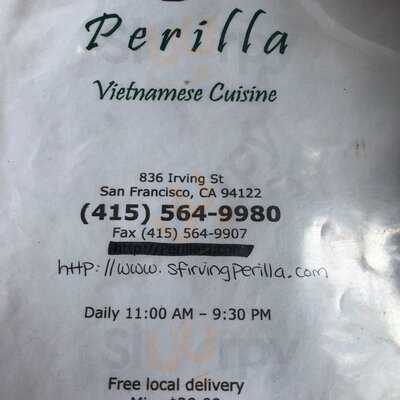 Perilla
Vietnamese Cuisine
836 Irving St
San Francisco, CA 94122
(415) 564-9980
Fax (415) 564-9907
http://www.sfirvingperilla.com
Daily 11:00 AM – 9:30 PM
Free local delivery